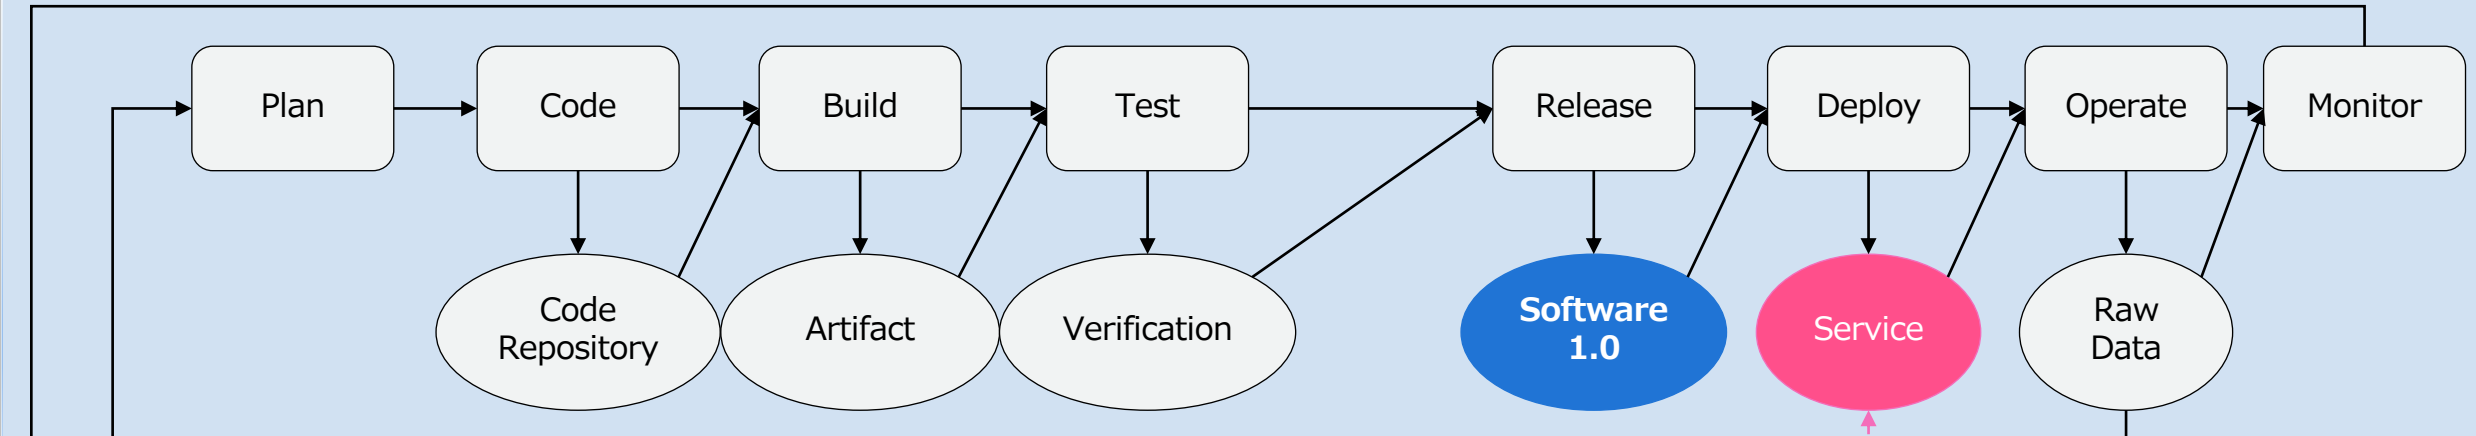 Plan
Code
Build
Test
Release
Deploy
Operate
Monitor
Code
Repository
Artifact
Verification
Software
1.0
Service
Raw
Data